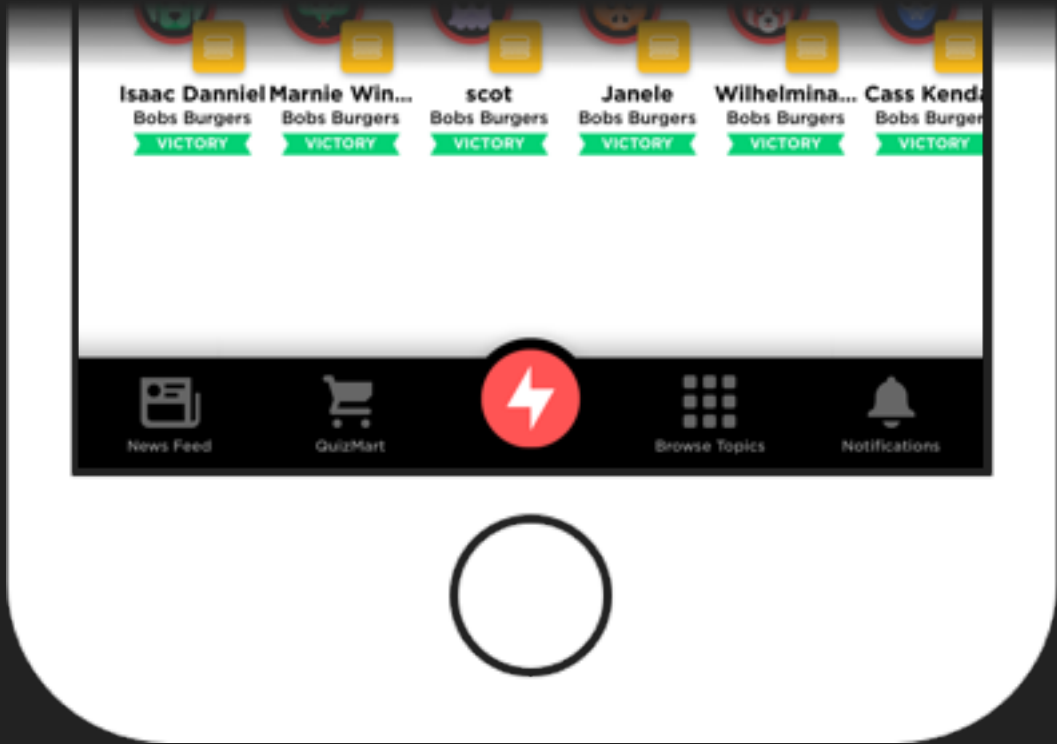 Isaac Danniel Marnie Win... scot Janele Wilhelmina... Cass Kenda
Bobs Burgers Bobs Burgers Bobs Burgers Bobs Burgers Bobs Burgers Bobs Burger
VICTORY VICTORY VICTORY VICTORY VICTORY VICTORY
News Feed QuizMart Browse Topics Notifications